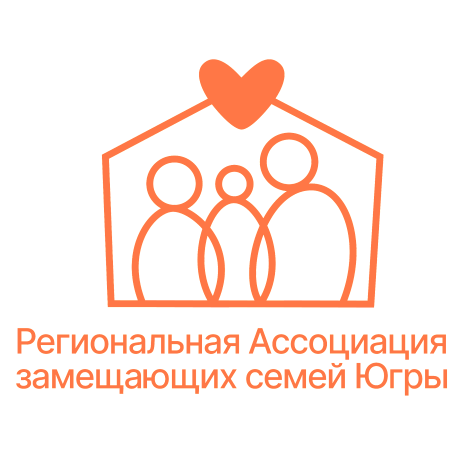 Региональная Ассоциация
замещающих семей Югры